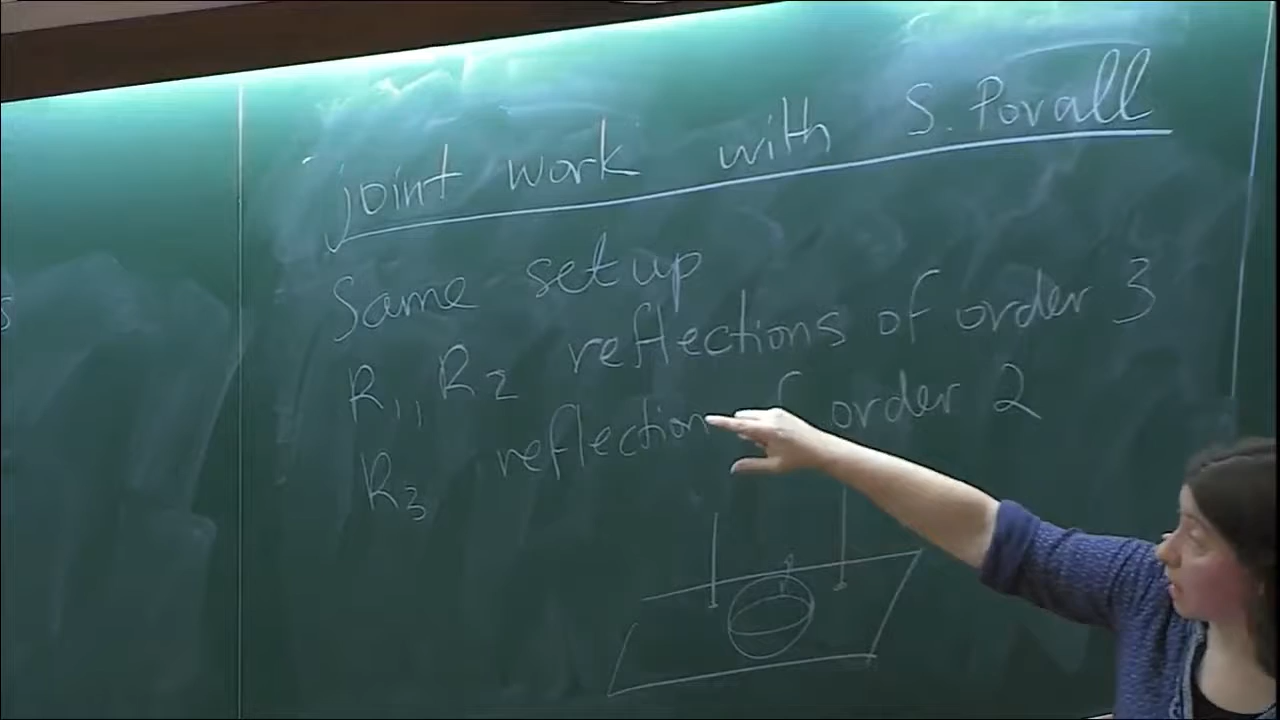 joint work with S. Povall
Same set up
R₁, R₂ reflections of order 3
R₃ reflection of order 2